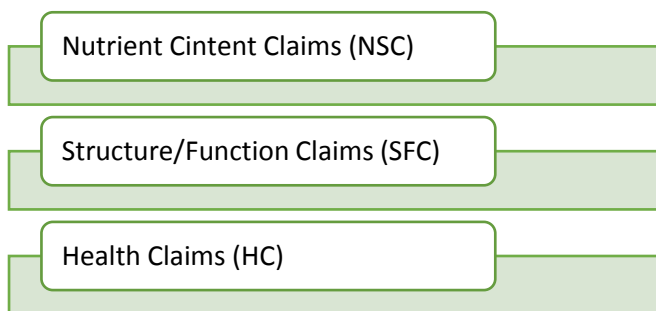 Nutrient Cintent Claims (NSC)
Structure/Function Claims (SFC)
Health Claims (HC)